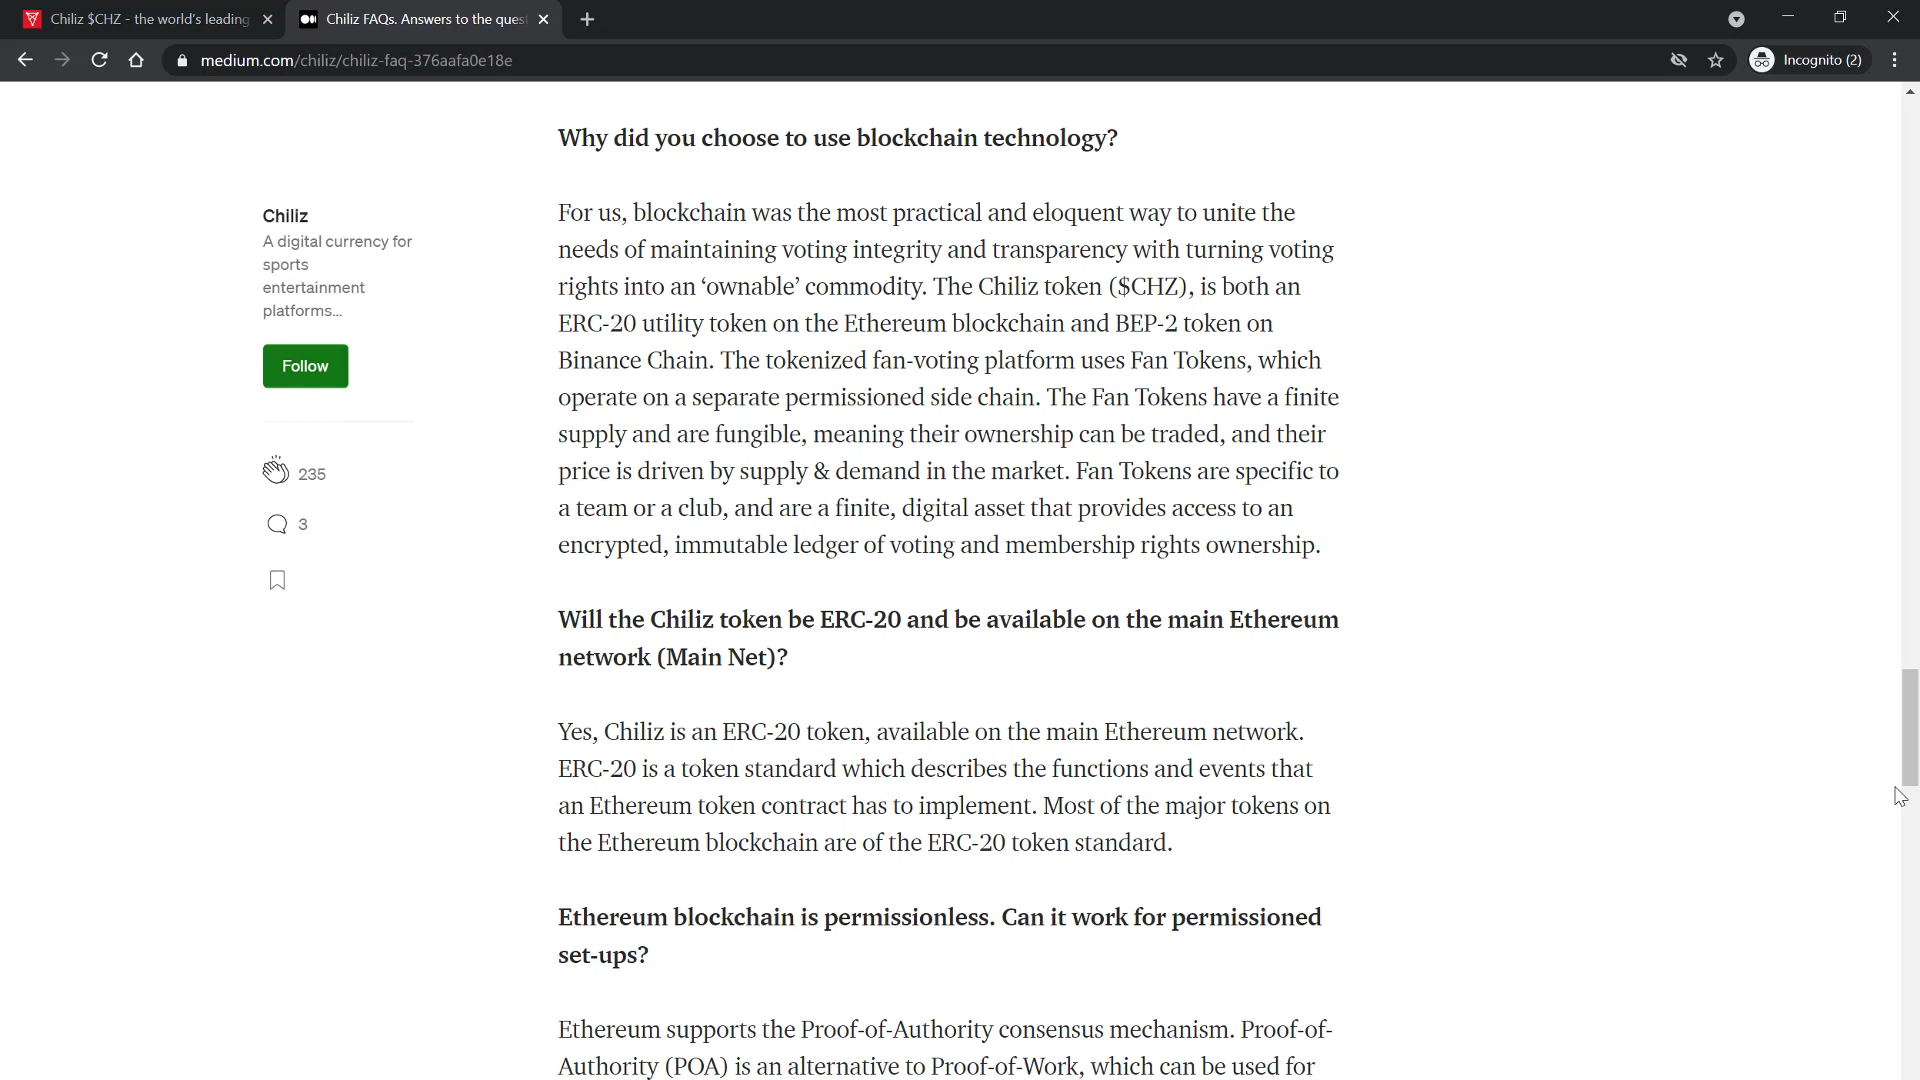 Chiliz $CHZ - the world's leading
Chiliz FAQs. Answers to the ques
medium.com/chiliz/chiliz-faq-376aafa0e18e
Incognito (2)
Why did you choose to use blockchain technology?
Chiliz
A digital currency for
sports
entertainment
platforms...
Follow
235
3
For us, blockchain was the most practical and eloquent way to unite the
needs of maintaining voting integrity and transparency with turning voting
rights into an ‘ownable’ commodity. The Chiliz token ($CHZ), is both an
ERC-20 utility token on the Ethereum blockchain and BEP-2 token on
Binance Chain. The tokenized fan-voting platform uses Fan Tokens, which
operate on a separate permissioned side chain. The Fan Tokens have a finite
supply and are fungible, meaning their ownership can be traded, and their
price is driven by supply & demand in the market. Fan Tokens are specific to
a team or a club, and are a finite, digital asset that provides access to an
encrypted, immutable ledger of voting and membership rights ownership.
Will the Chiliz token be ERC-20 and be available on the main Ethereum
network (Main Net)?
Yes, Chiliz is an ERC-20 token, available on the main Ethereum network.
ERC-20 is a token standard which describes the functions and events that
an Ethereum token contract has to implement. Most of the major tokens on
the Ethereum blockchain are of the ERC-20 token standard.
Ethereum blockchain is permissionless. Can it work for permissioned
set-ups?
Ethereum supports the Proof-of-Authority consensus mechanism. Proof-of-
Authority (POA) is an alternative to Proof-of-Work, which can be used for